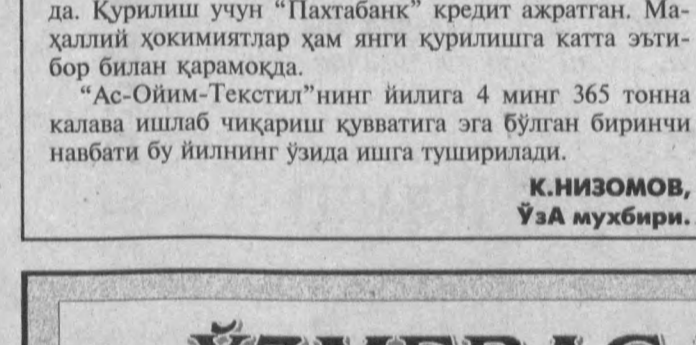 да. Қурилиш учун “Пахтабанк” кредит ажратган. Ма-
ҳаллий ҳокимиятлар ҳам янги қурилишга катта эъти-
бор билан қарамоқда.
“Ас-Ойим-Текстил”нинг йилига 4 минг 365 тонна
калава ишлаб чиқариш қувватига эга бўлган биринчи
навбати бу йилнинг ўзида ишга туширилади.
К.НИЗОМОВ,
ЎзА мухбири.